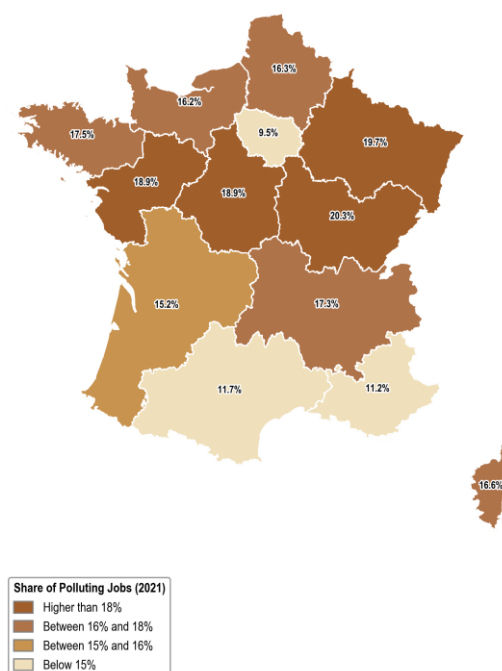 16.3%
16.2%
9.5%
19.7%
17.5%
18.9%
18.9%
20.3%
15.2%
17.3%
11.7%
11.2%
16.6%
Share of Polluting Jobs (2021)
Higher than 18%
Between 16% and 18%
Between 15% and 16%
Below 15%